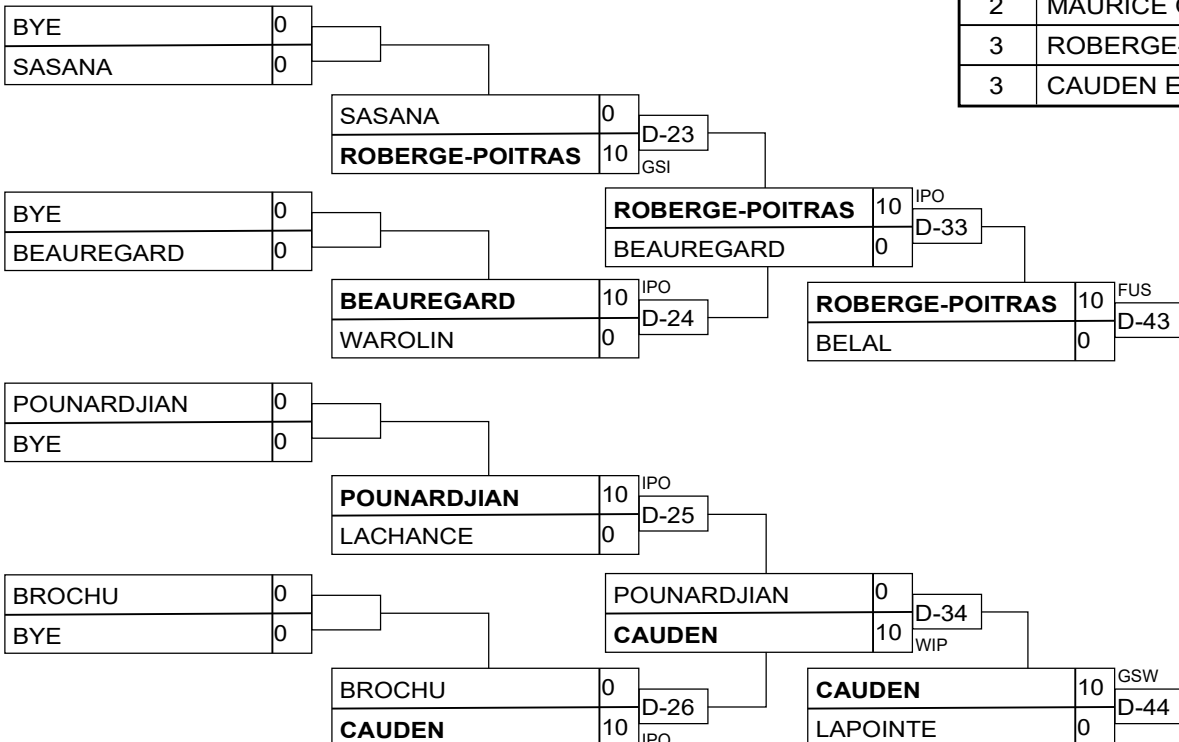 BYE 0
SASANA 0
2 MAURICE
3 ROBERGE-
3 CAUDEN E
SASANA 0
D-23
ROBERGE-POITRAS 10
GSI
BYE 0
BEAUREGARD 0
ROBERGE-POITRAS 10 IPO
D-33
BEAUREGARD 0
BEAUREGARD 10 IPO
D-24
WAROLIN 0
ROBERGE-POITRAS 10 FUS
D-43
BELAL 0
POUNARDJIAN 0
BYE 0
POUNARDJIAN 10 IPO
D-25
LACHANCE 0
BROCHU 0
BYE 0
POUNARDJIAN 0
D-34
CAUDEN 10
WIP
BROCHU 0
D-26
CAUDEN 10
IPO
CAUDEN 10 GSW
D-44
LAPOINTE 0